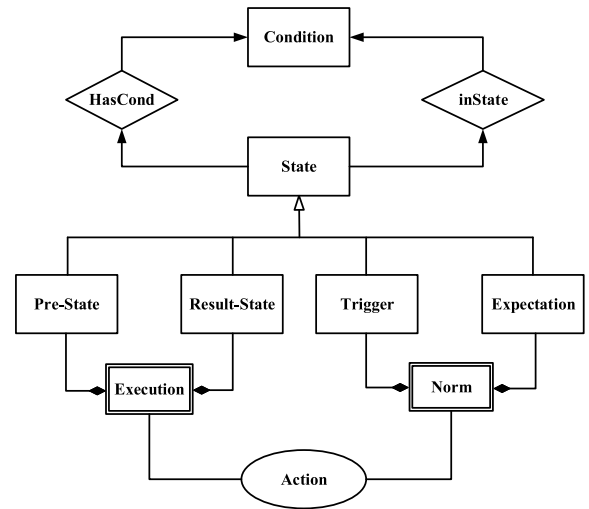 Condition
HasCond
inState
State
Pre-State
Result-State
Trigger
Expectation
Execution
Norm
Action